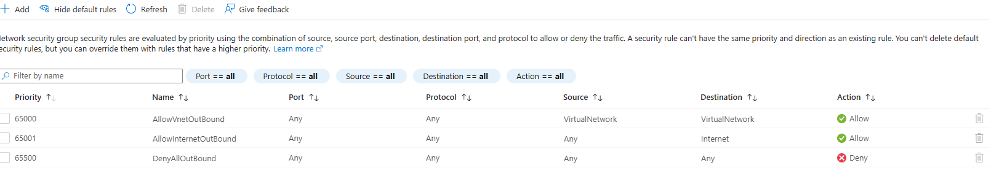 Add Hide default rules Refresh Delete Give feedback
etwork security group security rules are evaluated by priority using the combination of source, source port, destination, destination port, and protocol to allow or deny the traffic. A security rule can't have the same priority and direction as an existing rule. You can't delete default
ecurity rules, but you can override them with rules that have a higher priority. Learn more
Filter by name Port == all Protocol == all Source == all Destination == all Action == all
Priority Name Port Protocol Source Destination Action
65000 AllowVnetOutBound Any Any VirtualNetwork VirtualNetwork Allow
65001 AllowInternetOutBound Any Any Any Internet Allow
65500 DenyAllOutBound Any Any Any Any Deny